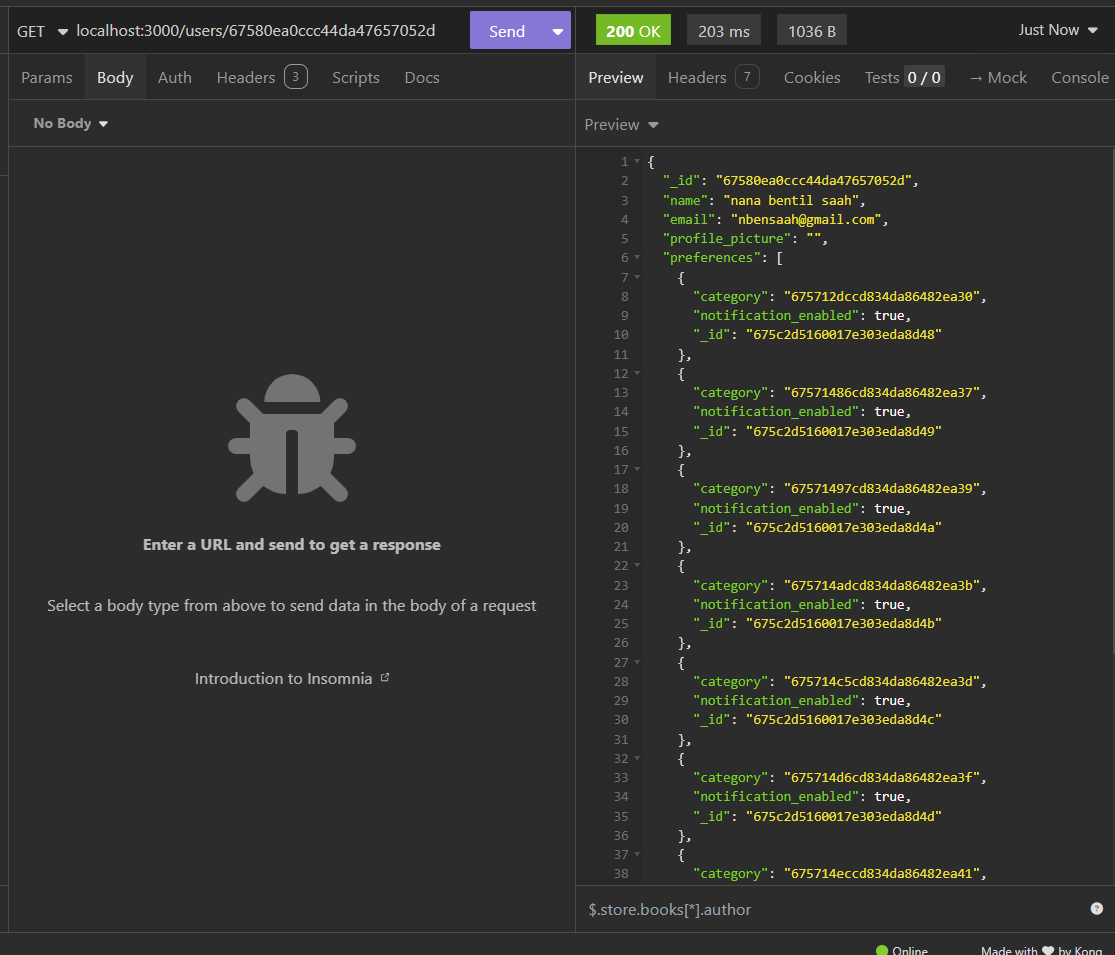 GET localhost:3000/users/67580ea0ccc44da47657052d Send
Params Body Auth Headers 3 Scripts Docs
No Body
Enter a URL and send to get a response
Select a body type from above to send data in the body of a request
Introduction to Insomnia
200 OK 203 ms 1036 B Just Now
Preview Headers 7 Cookies Tests 0 / 0 → Mock Console
Preview
1 {
2 "_id": "67580ea0ccc44da47657052d",
3 "name": "nana bentil saah",
4 "email": "nbensaah@gmail.com",
5 "profile_picture": "",
6 "preferences": [
7 {
8 "category": "675712dccd834da86482ea30",
9 "notification_enabled": true,
10 "_id": "675c2d5160017e303eda8d48"
11 },
12 {
13 "category": "67571486cd834da86482ea37",
14 "notification_enabled": true,
15 "_id": "675c2d5160017e303eda8d49"
16 },
17 {
18 "category": "67571497cd834da86482ea39",
19 "notification_enabled": true,
20 "_id": "675c2d5160017e303eda8d4a"
21 },
22 {
23 "category": "675714adcd834da86482ea3b",
24 "notification_enabled": true,
25 "_id": "675c2d5160017e303eda8d4b"
26 },
27 {
28 "category": "675714c5cd834da86482ea3d",
29 "notification_enabled": true,
30 "_id": "675c2d5160017e303eda8d4c"
31 },
32 {
33 "category": "675714d6cd834da86482ea3f",
34 "notification_enabled": true,
35 "_id": "675c2d5160017e303eda8d4d"
36 },
37 {
38 "category": "675714eccd834da86482ea41",
$.store.books[*].author
Online Made with by Kong